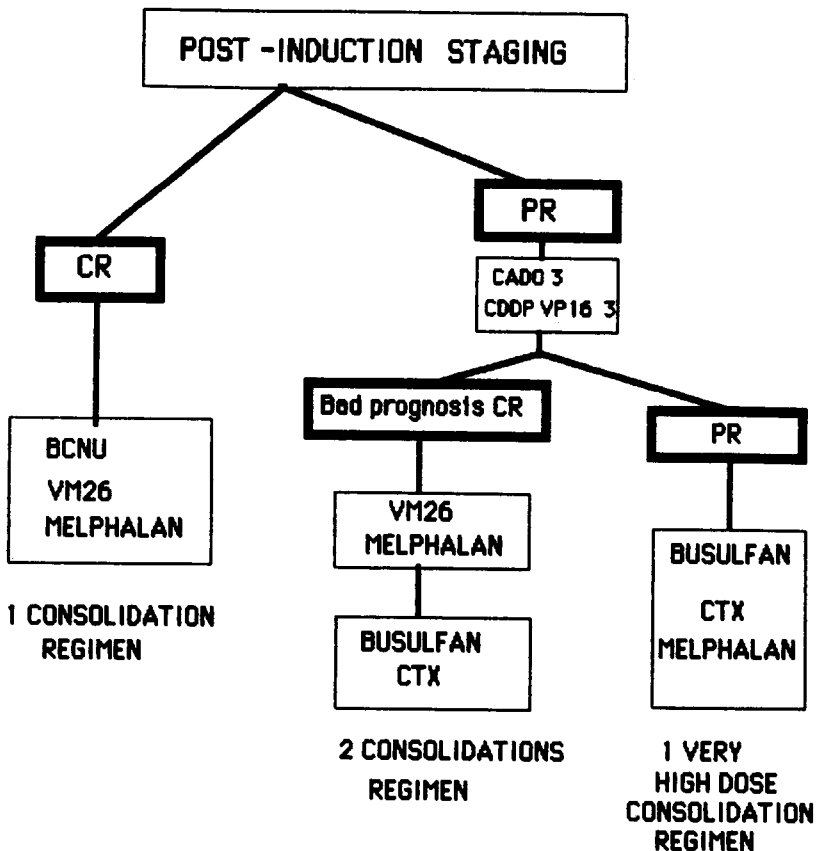 POST -INDUCTION STAGING
CR
BCNU
VM26
MELPHALAN
1 CONSOLIDATION
REGIMEN
PR
CADO 3
CDDP VP16 3
Bad prognosis CR
VM26
MELPHALAN
BUSULFAN
CTX
2 CONSOLIDATIONS
REGIMEN
PR
BUSULFAN
CTX
MELPHALAN
1 VERY
HIGH DOSE
CONSOLIDATION
REGIMEN